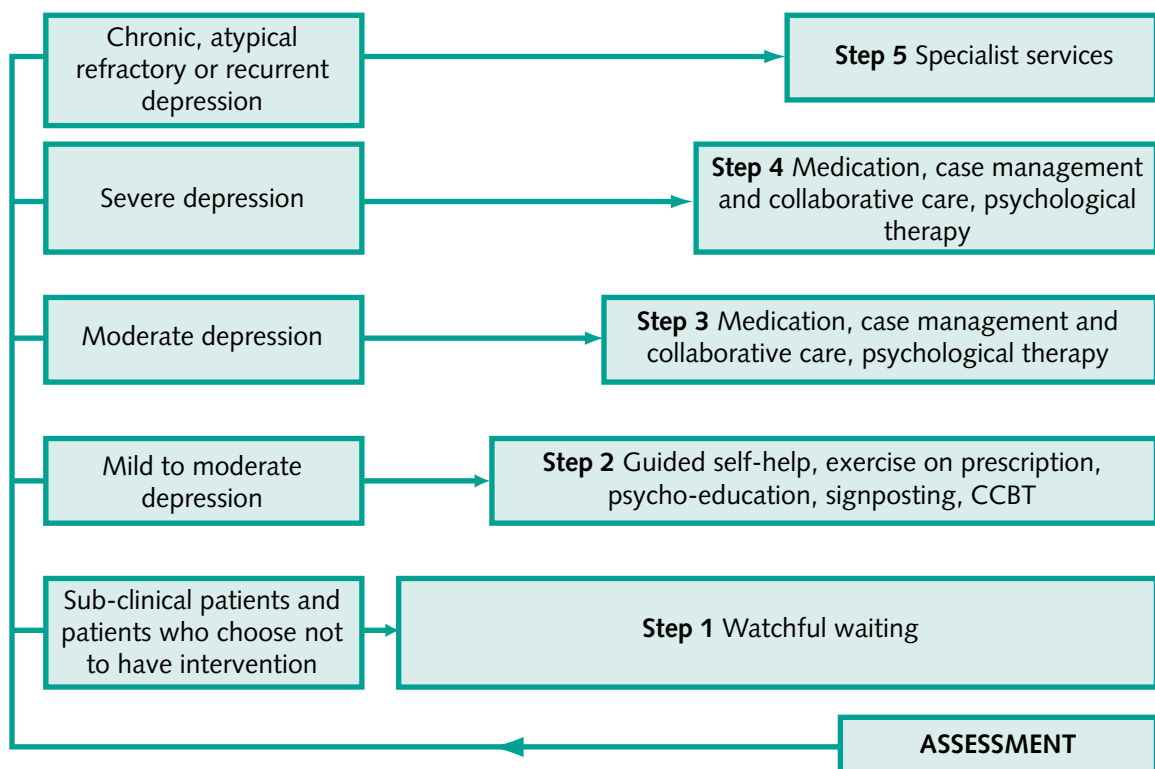 Chronic, atypical
refractory or recurrent
depression
Step 5 Specialist services
Severe depression
Step 4 Medication, case management
and collaborative care, psychological
therapy
Moderate depression
Step 3 Medication, case management and
collaborative care, psychological therapy
Mild to moderate
depression
Step 2 Guided self-help, exercise on prescription,
psycho-education, signposting, CCBT
Sub-clinical patients and
patients who choose not
to have intervention
Step 1 Watchful waiting
ASSESSMENT